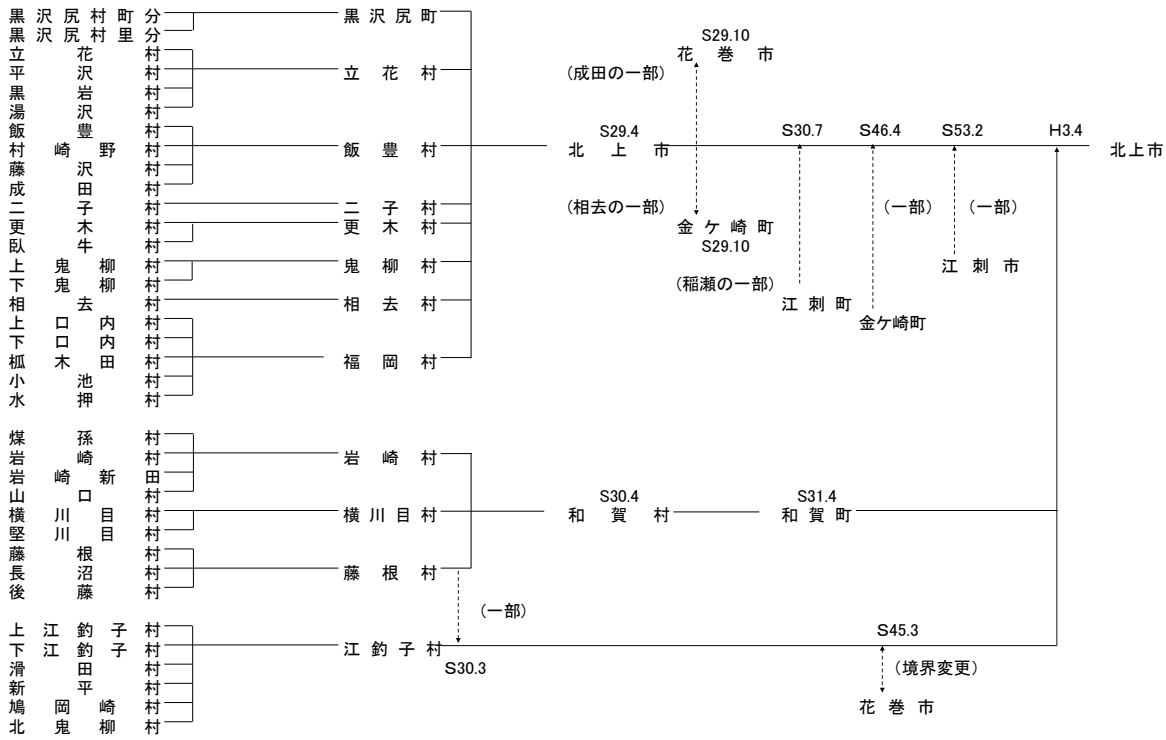 黒沢尻村町分
黒沢尻村里分
黒沢尻町
立花村
平沢村
黒岩村
湯沢村
立花村
飯豊村
村崎野村
藤沢村
成田村
飯豊村
二子村
二子村
更木村
臥牛村
更木村
上鬼柳村
下鬼柳村
鬼柳村
相去村
相去村
上口内村
下口内村
柧木田村
小池村
水押村
福岡村
S29.4
北上市
S29.10
花巻市
(成田の一部)
(相去の一部)
金ケ崎町
S29.10
S30.7
(稲瀬の一部)
江刺町
S46.4
(一部)
金ケ崎町
S53.2
(一部)
江刺市
H3.4
北上市
煤孫村
岩崎村
岩崎新田
山口村
岩崎村
横川目村
堅川目村
横川目村
藤根村
長沼村
後藤村
藤根村
S30.4
和賀村
S31.4
和賀町
(一部)
上江釣子村
下江釣子村
滑田村
新平村
鳩岡崎村
北鬼柳村
江釣子村
S30.3
S45.3
(境界変更)
花巻市